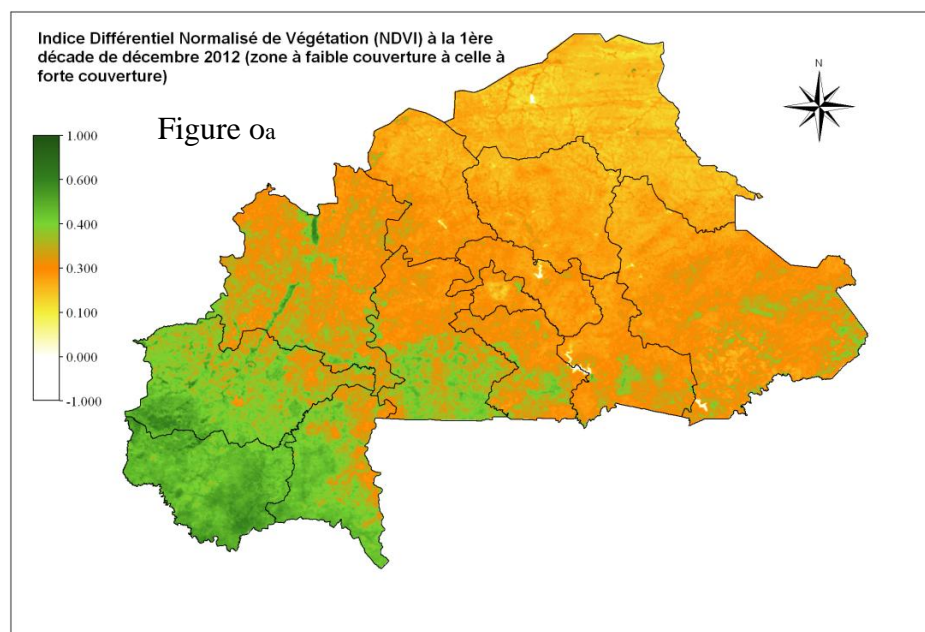 Indice Différentiel Normalisé de Végétation (NDVI) à la 1ère
décade de décembre 2012 (zone à faible couverture à celle à
forte couverture)
N
Figure oa
1.000
0.600
0.400
0.300
0.100
0.000
-1.000